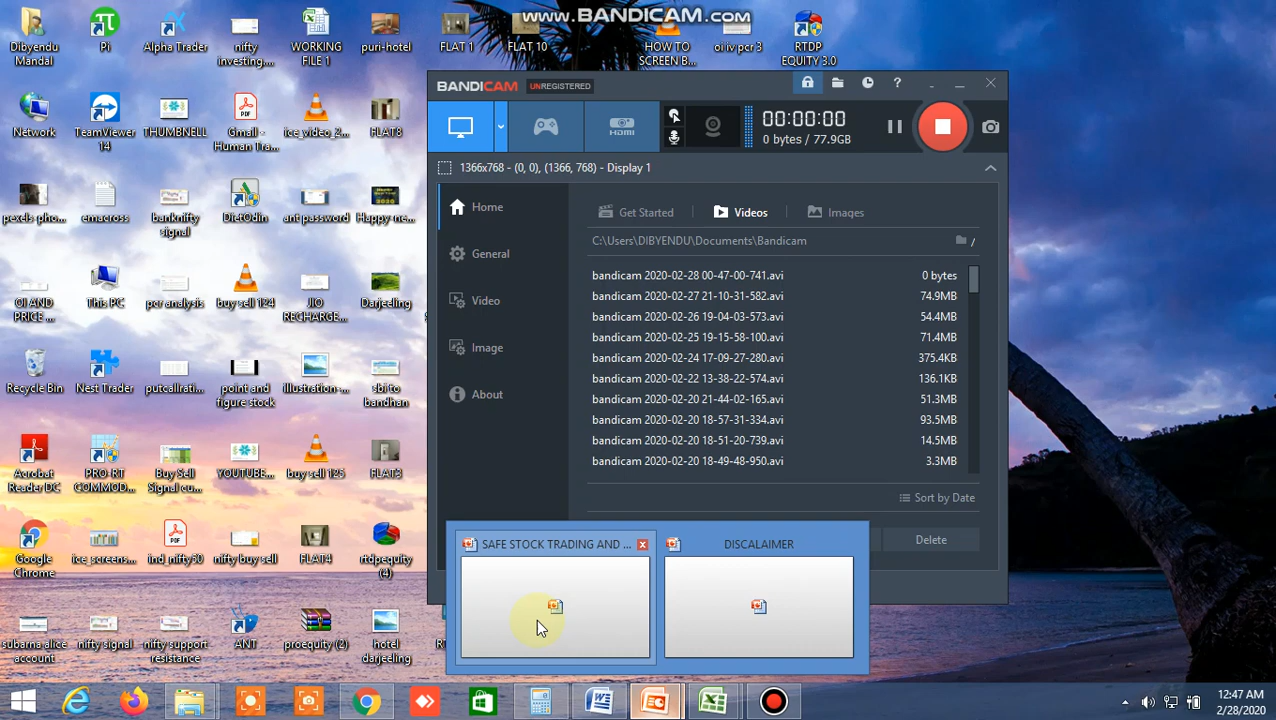 www.BANDICAM.com
Dibyendu
Mandal
Pi
Alpha Trader
nifty
investing....
WORKING
FILE 1
puri-hotel
FLAT 1
FLAT 10
HOW TO
SCREEN B...
oi iv pcr 3
RTDP
EQUITY 3.0
Network
TeamViewer
14
THUMBNELL
Gmail -
Human Tra...
ice_video_2...
FLAT8
pexels-pho...
emacross
banknifty
signal
DietOdin
ant password
Happy-ne...
OI AND
PRICE ...
This PC
pcr analysis
buy sell 124
JIO
RECHARGE...
Darjeeling
Recycle Bin
Nest Trader
putcallrati...
point and
figure stock
illustration-...
sbi to
bandhan
Acrobat
Reader DC
PRO-RT
COMMOD...
Buy Sell
Signal cu...
YOUTUBE...
buy sell 125
FLAT3
Google
Chrome
ice_screens...
ind_nifty50
nifty buy sell
FLAT4
rtdpequity
(4)
subarna alice
account
nifty signal
nifty support
resistance
ANT
proequity (2)
hotel
darjeeling
BANDICAM UNREGISTERED
HDMI
00:00:00
0 bytes / 77.9GB
1366x768 - (0, 0), (1366, 768) - Display 1
Home
General
Video
Image
About
Get Started
Videos
Images
C:\Users\DIBYENDU\Documents\Bandicam
bandicam 2020-02-28 00-47-00-741.avi 0 bytes
bandicam 2020-02-27 21-10-31-582.avi 74.9MB
bandicam 2020-02-26 19-04-03-573.avi 54.4MB
bandicam 2020-02-25 19-15-58-100.avi 71.4MB
bandicam 2020-02-24 17-09-27-280.avi 375.4KB
bandicam 2020-02-22 13-38-22-574.avi 136.1KB
bandicam 2020-02-20 21-44-02-165.avi 51.3MB
bandicam 2020-02-20 18-57-31-334.avi 93.5MB
bandicam 2020-02-20 18-51-20-739.avi 14.5MB
bandicam 2020-02-20 18-49-48-950.avi 3.3MB
Sort by Date
Delete
SAFE STOCK TRADING AND ...
DISCALAIMER
12:47 AM
2/28/2020